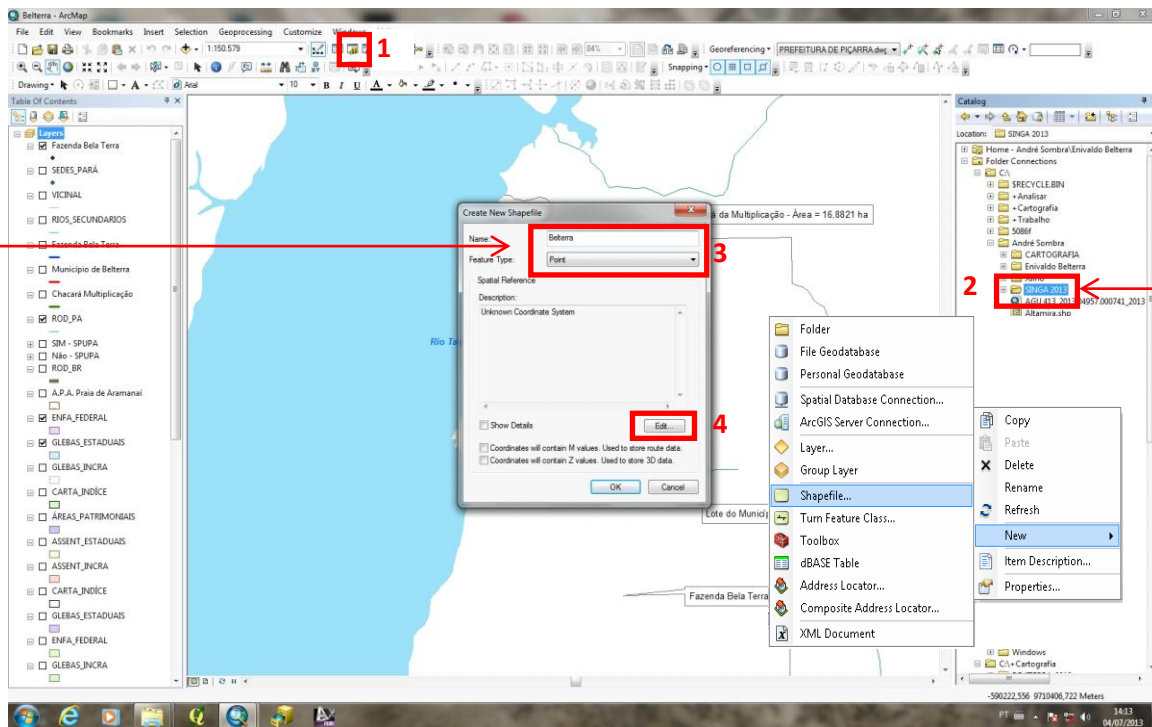 Belterra - ArcMap
File Edit View Bookmarks Insert Selection Geoprocessing Customize
1
1:150.579
84%
Georeferencing
PREFEITURA DE PIÇARRA.dwg
Snapping
Drawing
Arial
10
B I U A
Table Of Contents
Layers
Fazenda Bela Terra
SEDES_PARÁ
VICINAL
RIOS_SECUNDARIOS
Fazenda Bela Terra
Município de Belterra
Chacará Multiplicação
ROD_PA
SIM - SPUPA
Não - SPUPA
ROD_BR
A.P.A. Praia de Aramanaí
ENFA_FEDERAL
GLEBAS_ESTADUAIS
GLEBAS_INCRA
CARTA_INDÍCE
ÁREAS_PATRIMONIAIS
ASSENT_ESTADUAIS
ASSENT_INCRA
CARTA_INDÍCE
GLEBAS_ESTADUAIS
ENFA_FEDERAL
GLEBAS_INCRA
Rio
da Multiplicação - Área = 16,8821 ha
Lote do
Fazenda Bela Terra
Create New Shapefile
Name:
Belterra
3
Feature Type:
Point
Spatial Reference
Description:
Unknown Coordinate System
Show Details
Edit...
4
Coordinates will contain M values. Used to store route data.
Coordinates will contain Z values. Used to store 3D data.
OK
Cancel
Folder
File Geodatabase
Personal Geodatabase
Spatial Database Connection...
ArcGIS Server Connection...
Layer...
Group Layer
Shapefile...
Turn Feature Class...
Toolbox
dBASE Table
Address Locator...
Composite Address Locator...
XML Document
Copy
Paste
Delete
Rename
Refresh
New
Item Description...
Properties...
Catalog
Location:
SINGA 2013
Home - André Sombra\Enivaldo Belterra
Folder Connections
C:\
$RECYCLE.BIN
+Analisar
+Cartografia
+Trabalho
5086f
André Sombra
CARTOGRAFIA
Enivaldo Belterra
2
SINGA 2013
Altamira.shp
Windows
C:\+Cartografia
-590222,556 9710406,722 Meters
PT
14:13
04/07/2013